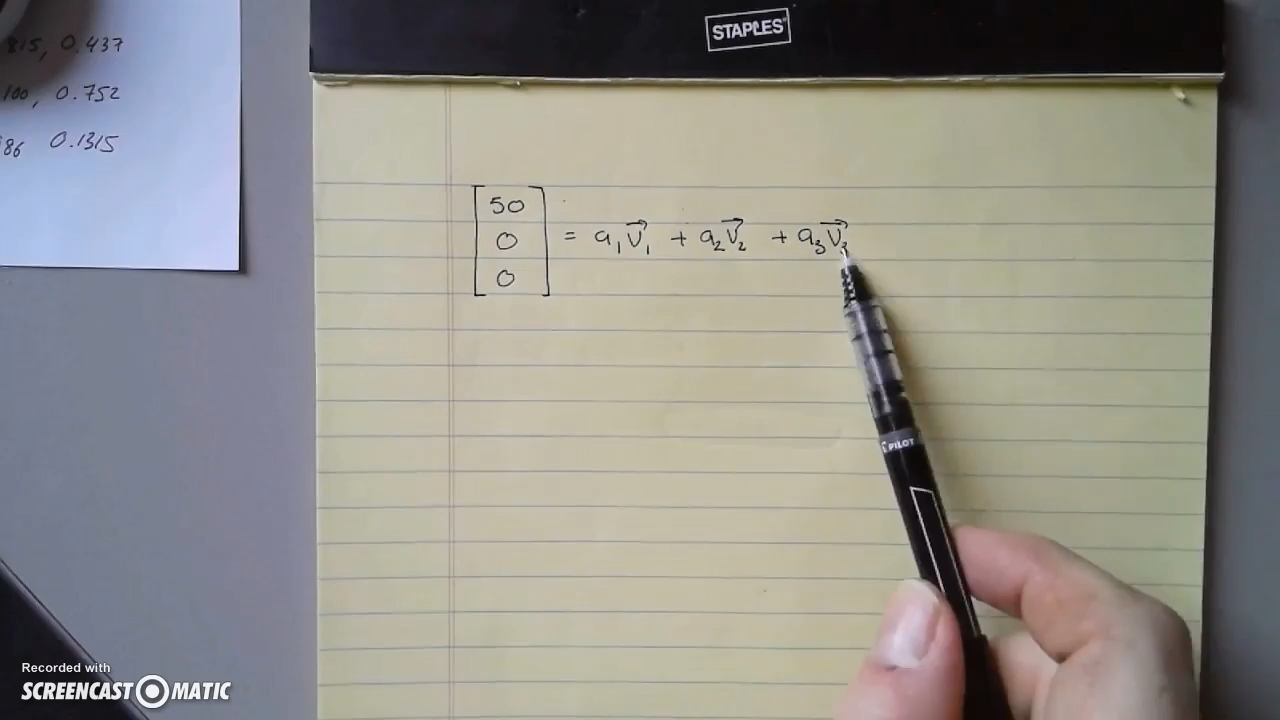 STAPLES
815, 0.437
100, 0.752
86 0.1315
50
0 = a₁v⃗₁ + a₂v⃗₂ + a₃v⃗₃
0
PILOT
Recorded with
SCREENCAST O MATIC